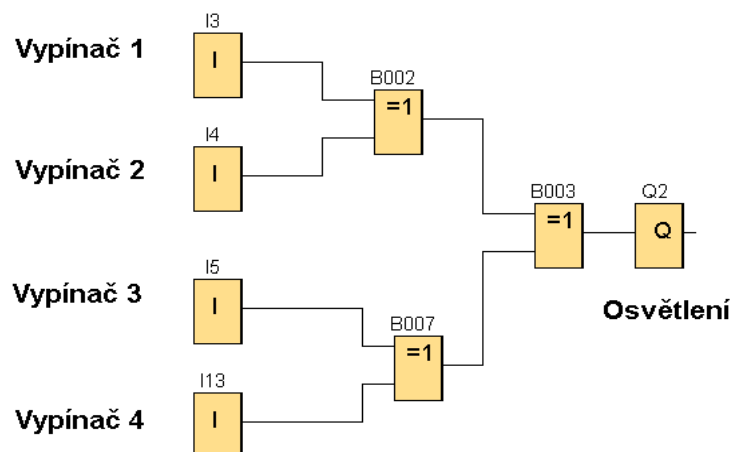 I3
Vypínač 1
I
B002
=1
I4
Vypínač 2
I
B003
=1
Q2
Q
I5
Vypínač 3
I
Osvětlení
B007
=1
I13
Vypínač 4
I